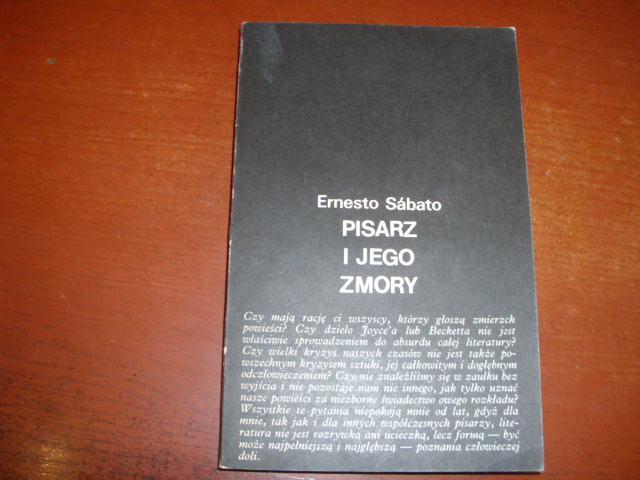 Ernesto Sábato
PISARZ
I JEGO
ZMORY
Czy mają rację ci wszyscy, którzy głoszą zmierzch
powieści? Czy dzieło Joyce'a lub Becketta nie jest
właściwie sprowadzeniem do absurdu całej literatury?
Czy wielki kryzys naszych czasów nie jest także po-
wszechnym kryzysem sztuki, jej całkowitym i dogłębnym
odczłowieczeniem? Czy nie znaleźliśmy się w zaułku bez
wyjścia i nie pozostaje nam nic innego, jak tylko uznać
nasze powieści za niezborne świadectwo owego rozkładu?
Wszystkie te pytania niepokoją mnie od lat, gdyż dla
mnie, tak jak i dla innych współczesnych pisarzy, lite-
ratura nie jest rozrywką ani ucieczką, lecz formą — być
może najpełniejszą i najgłębszą — poznania człowieczej
doli.